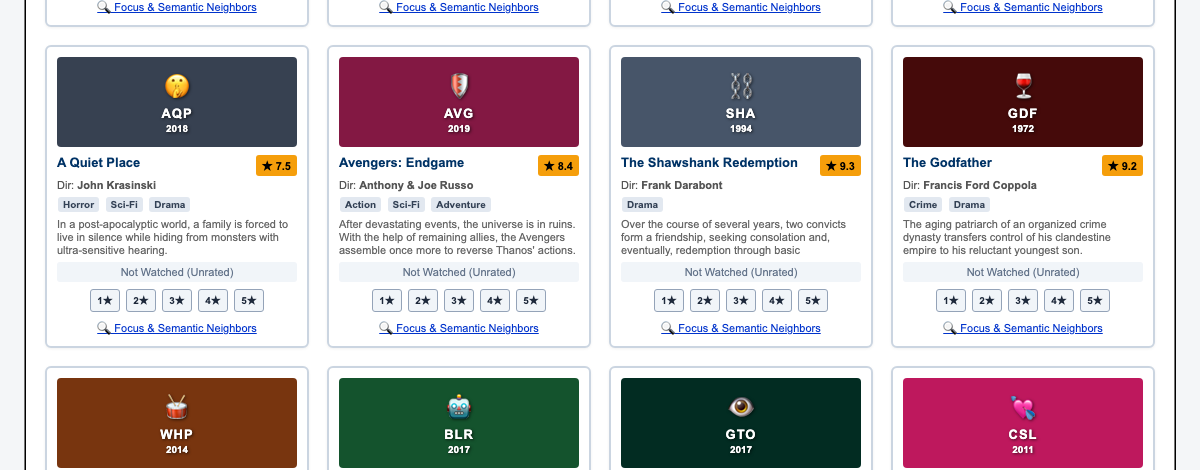 Focus & Semantic Neighbors
Focus & Semantic Neighbors
Focus & Semantic Neighbors
Focus & Semantic Neighbors
AQP
2018
A Quiet Place
★ 7.5
Dir: John Krasinski
Horror Sci-Fi Drama
In a post-apocalyptic world, a family is forced to
live in silence while hiding from monsters with
ultra-sensitive hearing.
Not Watched (Unrated)
1★ 2★ 3★ 4★ 5★
Focus & Semantic Neighbors
AVG
2019
Avengers: Endgame
★ 8.4
Dir: Anthony & Joe Russo
Action Sci-Fi Adventure
After devastating events, the universe is in ruins.
With the help of remaining allies, the Avengers
assemble once more to reverse Thanos' actions.
Not Watched (Unrated)
1★ 2★ 3★ 4★ 5★
Focus & Semantic Neighbors
SHA
1994
The Shawshank Redemption
★ 9.3
Dir: Frank Darabont
Drama
Over the course of several years, two convicts
form a friendship, seeking consolation and,
eventually, redemption through basic
Not Watched (Unrated)
1★ 2★ 3★ 4★ 5★
Focus & Semantic Neighbors
GDF
1972
The Godfather
★ 9.2
Dir: Francis Ford Coppola
Crime Drama
The aging patriarch of an organized crime
dynasty transfers control of his clandestine
empire to his reluctant youngest son.
Not Watched (Unrated)
1★ 2★ 3★ 4★ 5★
Focus & Semantic Neighbors
WHP
2014
BLR
2017
GTO
2017
CSL
2011